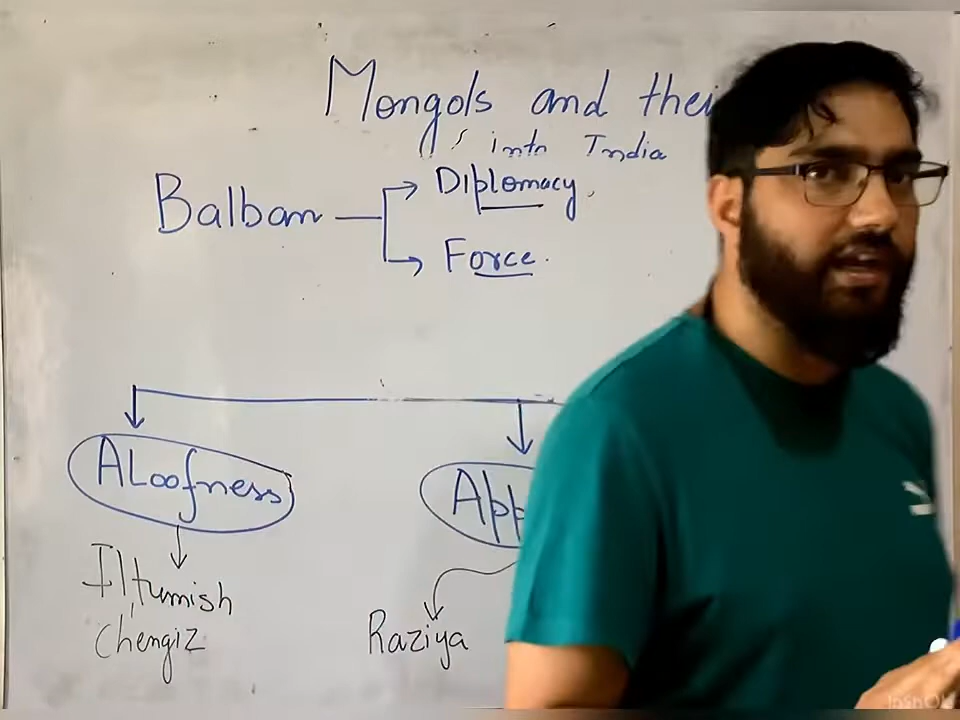 Mongols and thei
into India
Balban
Diplomacy.
Force.
ALoofness
App
Iltumish
Chengiz
Raziya